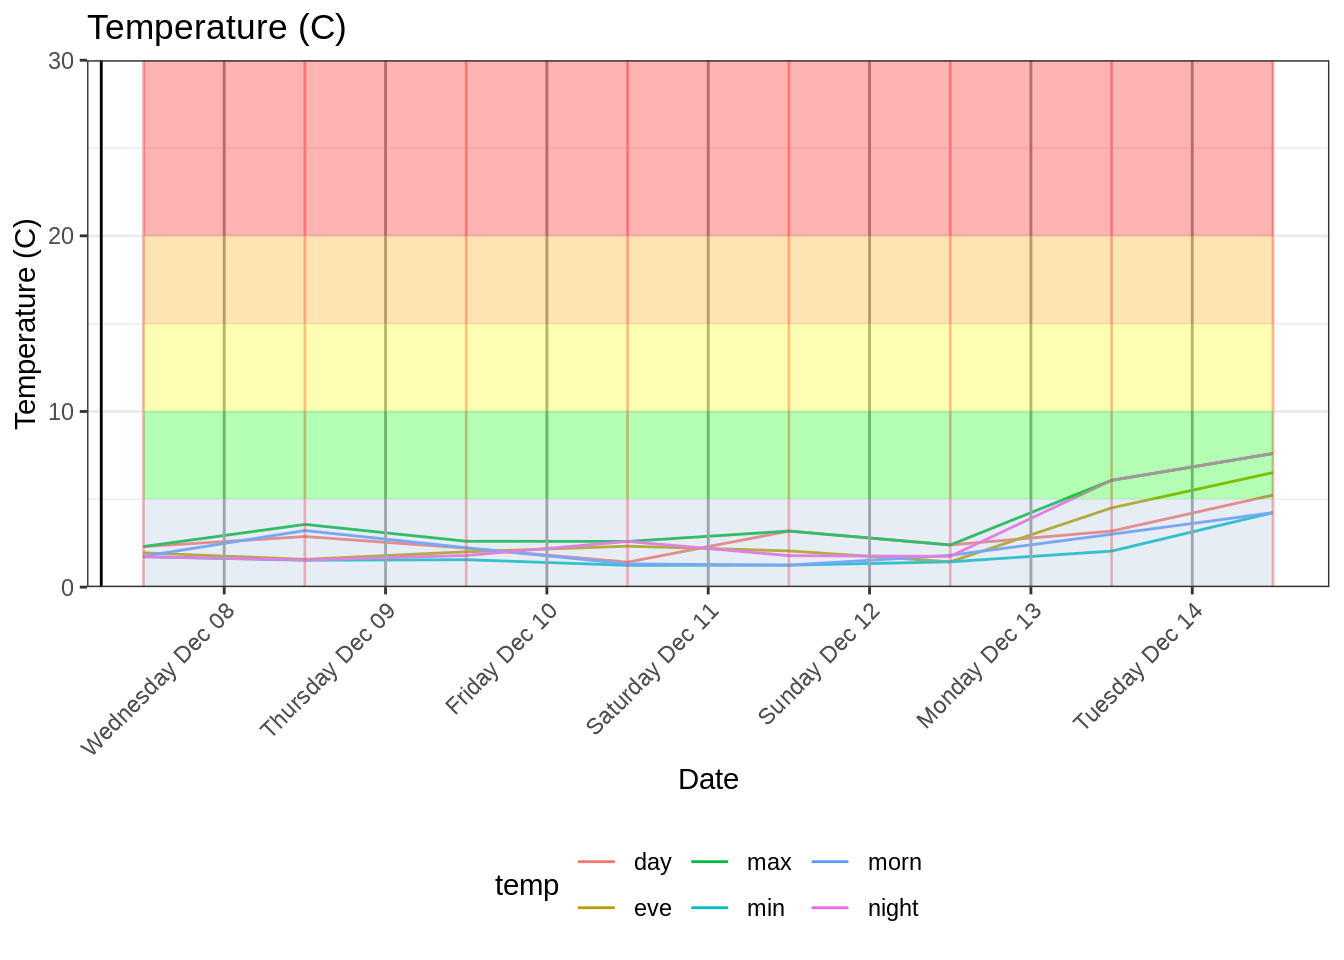 Temperature (C)
Temperature (C)
30
20
10
0
Wednesday Dec 08
Thursday Dec 09
Friday Dec 10
Saturday Dec 11
Sunday Dec 12
Monday Dec 13
Tuesday Dec 14
Date
temp
day max morn
eve min night